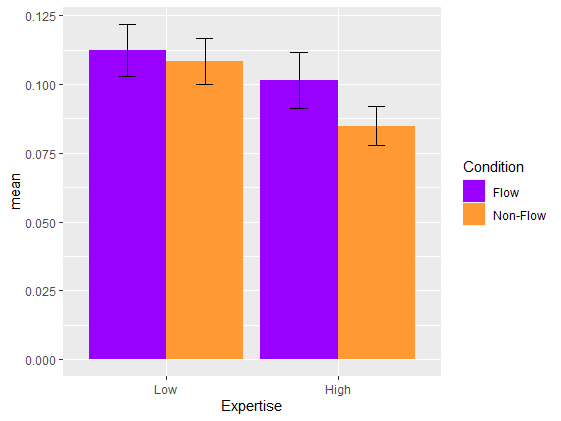 0.125
0.100
0.075
0.050
0.025
0.000
mean
Low
High
Expertise
Condition
Flow
Non-Flow